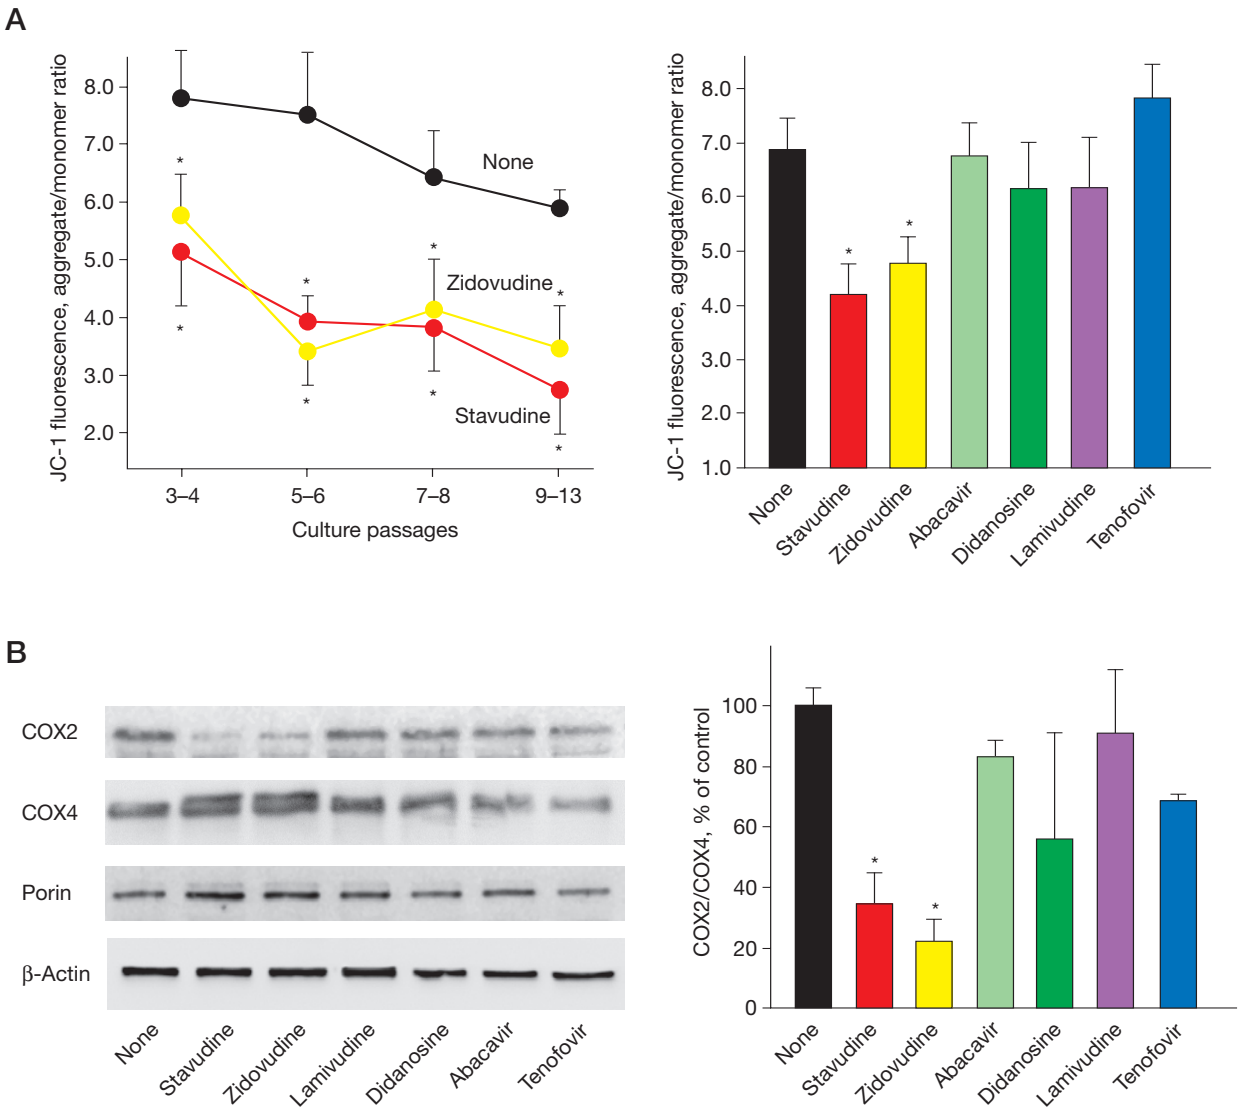 A
JC-1 fluorescence, aggregate/monomer ratio
8.0
7.0
6.0
5.0
4.0
3.0
2.0
*
*
*
*
*
*
*
*
None
Zidovudine
Stavudine
3–4
5–6
7–8
9–13
Culture passages
JC-1 fluorescence, aggregate/monomer ratio
8.0
7.0
6.0
5.0
4.0
3.0
2.0
1.0
*
*
None
Stavudine
Zidovudine
Abacavir
Didanosine
Lamivudine
Tenofovir
B
COX2
COX4
Porin
β-Actin
None
Stavudine
Zidovudine
Lamivudine
Didanosine
Abacavir
Tenofovir
COX2/COX4, % of control
100
80
60
40
20
0
*
*
None
Stavudine
Zidovudine
Abacavir
Didanosine
Lamivudine
Tenofovir